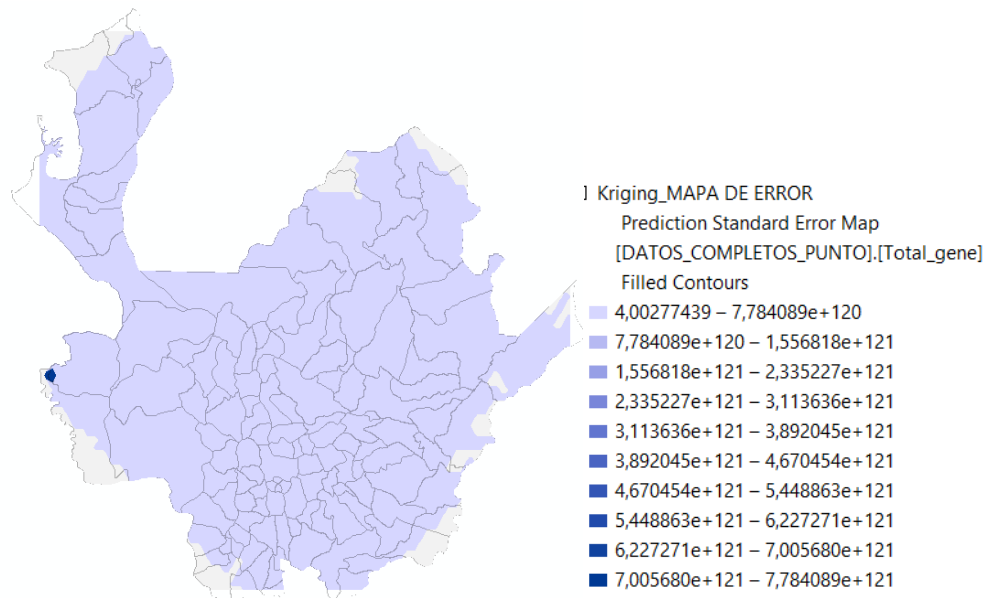 Kriging_MAPA DE ERROR
Prediction Standard Error Map
[DATOS_COMPLETOS_PUNTO].[Total_gene]
Filled Contours
4,00277439 – 7,784089e+120
7,784089e+120 – 1,556818e+121
1,556818e+121 – 2,335227e+121
2,335227e+121 – 3,113636e+121
3,113636e+121 – 3,892045e+121
3,892045e+121 – 4,670454e+121
4,670454e+121 – 5,448863e+121
5,448863e+121 – 6,227271e+121
6,227271e+121 – 7,005680e+121
7,005680e+121 – 7,784089e+121